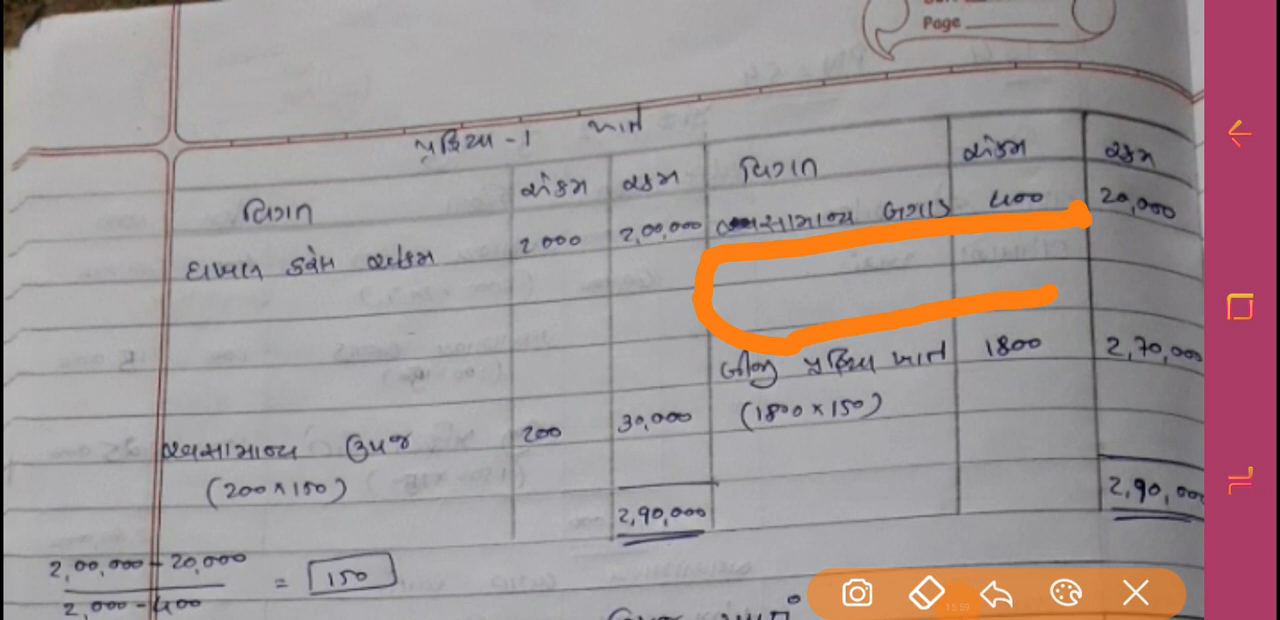 Page
પ્રક્રિયા - 1 ખાતે
વિગત એકમ રકમ વિગત એકમ રકમ
દાખલ કરેલ એકમ 2000 2,00,000 સામાન્ય બગાડ 400 20,000
બીજી પ્રક્રિયા ખાતે 1800 2,70,000
(1800 x 150)
અસામાન્ય ઉપજ 200 30,000
(200 x 150)
2,90,000 2,90,000
2,00,000 - 20,000
2,000 - 400
= 150
15:59